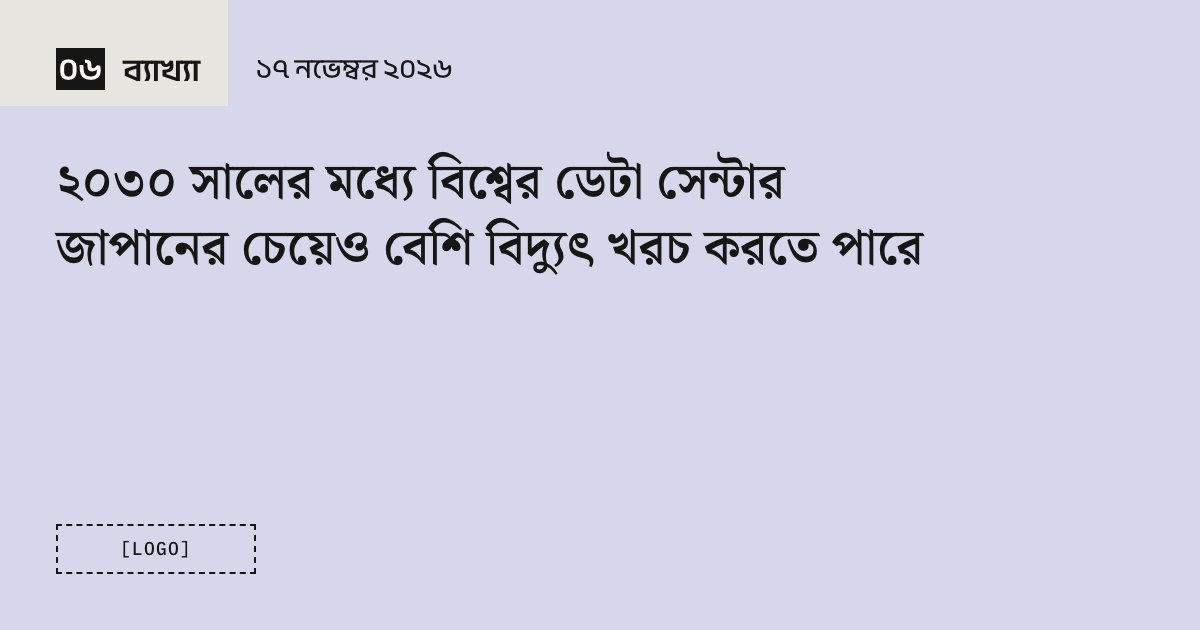 ০৬ ব্যাখ্যা ১৭ নভেম্বর ২০২৬
২০৩০ সালের মধ্যে বিশ্বের ডেটা সেন্টার
জাপানের চেয়েও বেশি বিদ্যুৎ খরচ করতে পারে
[LOGO]